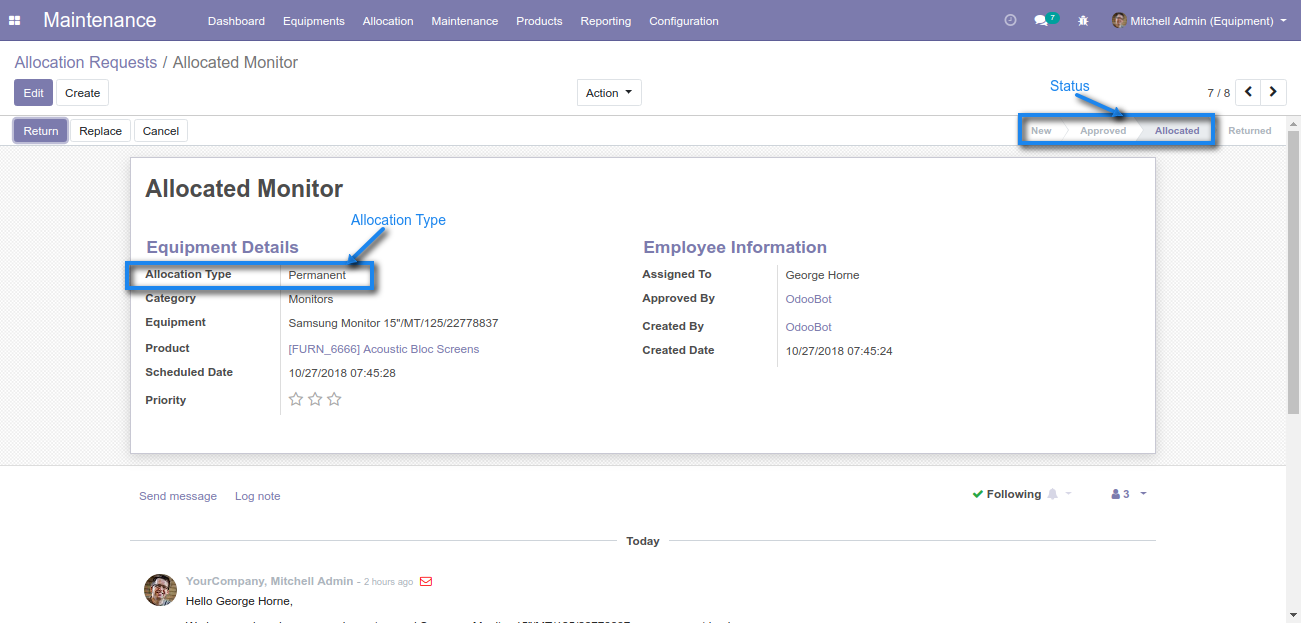 Maintenance Dashboard Equipments Allocation Maintenance Products Reporting Configuration 7 Mitchell Admin (Equipment)
Allocation Requests / Allocated Monitor
Edit Create Action 7 / 8
Status
Return Replace Cancel New Approved Allocated Returned
Allocated Monitor
Allocation Type
Equipment Details Employee Information
Allocation Type Permanent Assigned To George Horne
Category Monitors Approved By OdooBot
Equipment Samsung Monitor 15"/MT/125/22778837 Created By OdooBot
Product [FURN_6666] Acoustic Bloc Screens Created Date 10/27/2018 07:45:24
Scheduled Date 10/27/2018 07:45:28
Priority
Send message Log note Following 3
Today
YourCompany, Mitchell Admin - 2 hours ago
Hello George Horne,